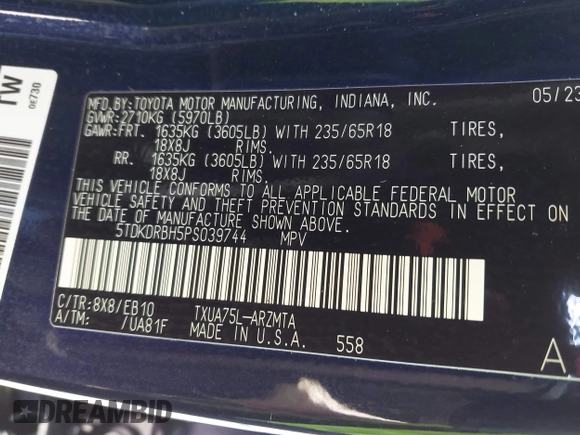 MFD.BY:TOYOTA MOTOR MANUFACTURING, INDIANA, INC. 05/23
GVWR:2710KG (5970LB)
GAWR:FRT. 1635KG (3605LB) WITH 235/65R18 TIRES,
18X8J RIMS.
RR. 1635KG (3605LB) WITH 235/65R18 TIRES,
18X8J RIMS.
THIS VEHICLE CONFORMS TO ALL APPLICABLE FEDERAL MOTOR
VEHICLE SAFETY AND THEFT PREVENTION STANDARDS IN EFFECT ON
THE DATE OF MANUFACTURE SHOWN ABOVE.
5TDKDRBH5PS039744 MPV
C/TR:8X8/EB10 TXUA75L-ARZMTA
A/TM: /UA81F MADE IN U.S.A. 558 A
0E730
DREAMBID